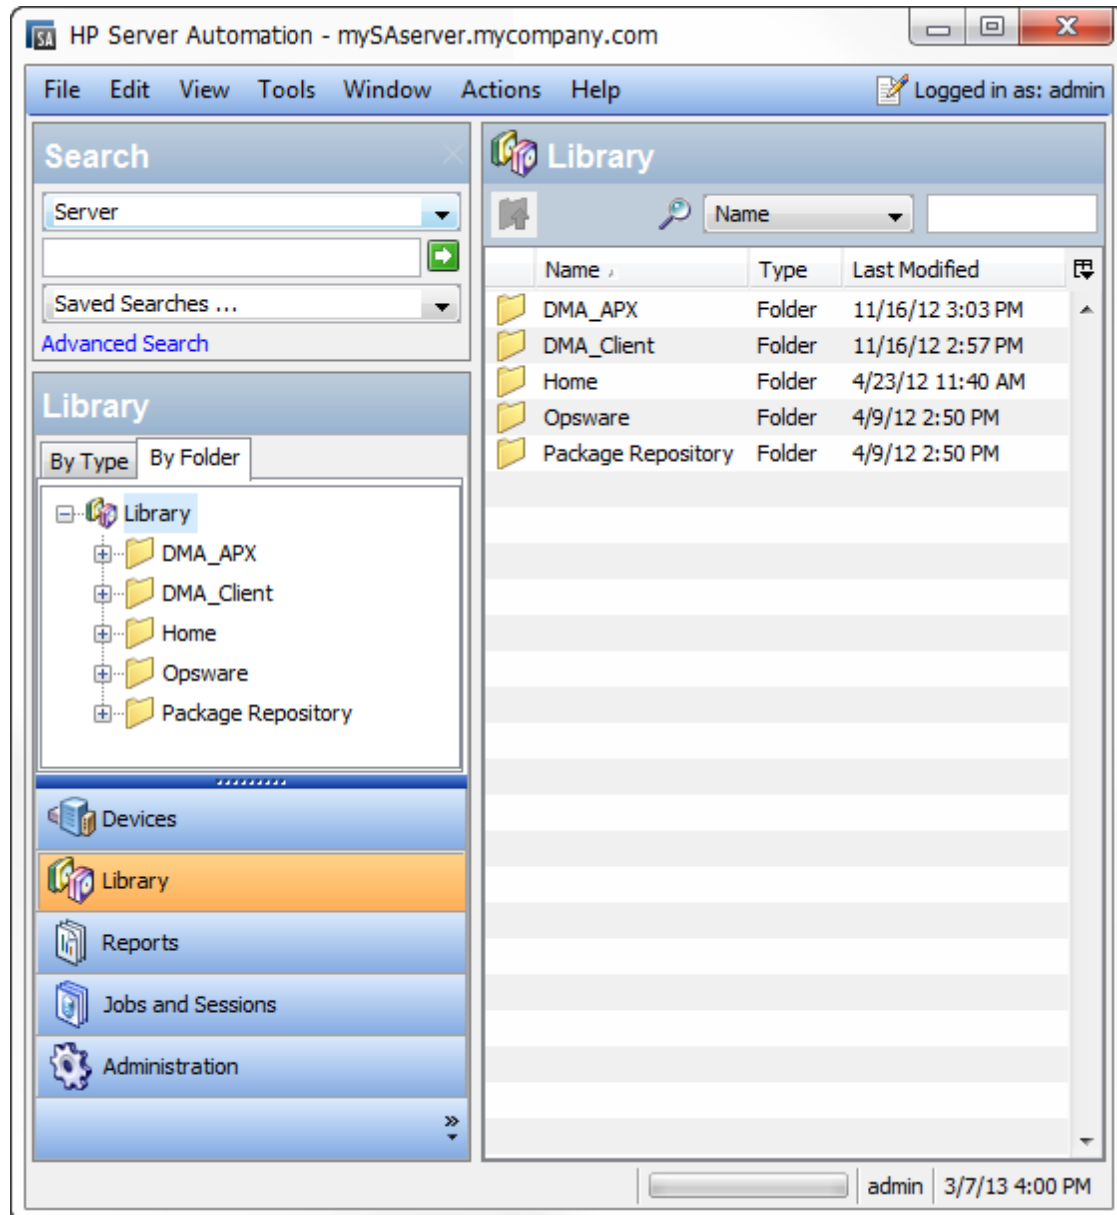 SA HP Server Automation - mySAserver.mycompany.com
File Edit View Tools Window Actions Help Logged in as: admin
Search
Server
Saved Searches ...
Advanced Search
Library
By Type By Folder
Library
DMA_APX
DMA_Client
Home
Opsware
Package Repository
Devices
Library
Reports
Jobs and Sessions
Administration
Library
Name
Name Type Last Modified
DMA_APX Folder 11/16/12 3:03 PM
DMA_Client Folder 11/16/12 2:57 PM
Home Folder 4/23/12 11:40 AM
Opsware Folder 4/9/12 2:50 PM
Package Repository Folder 4/9/12 2:50 PM
admin 3/7/13 4:00 PM